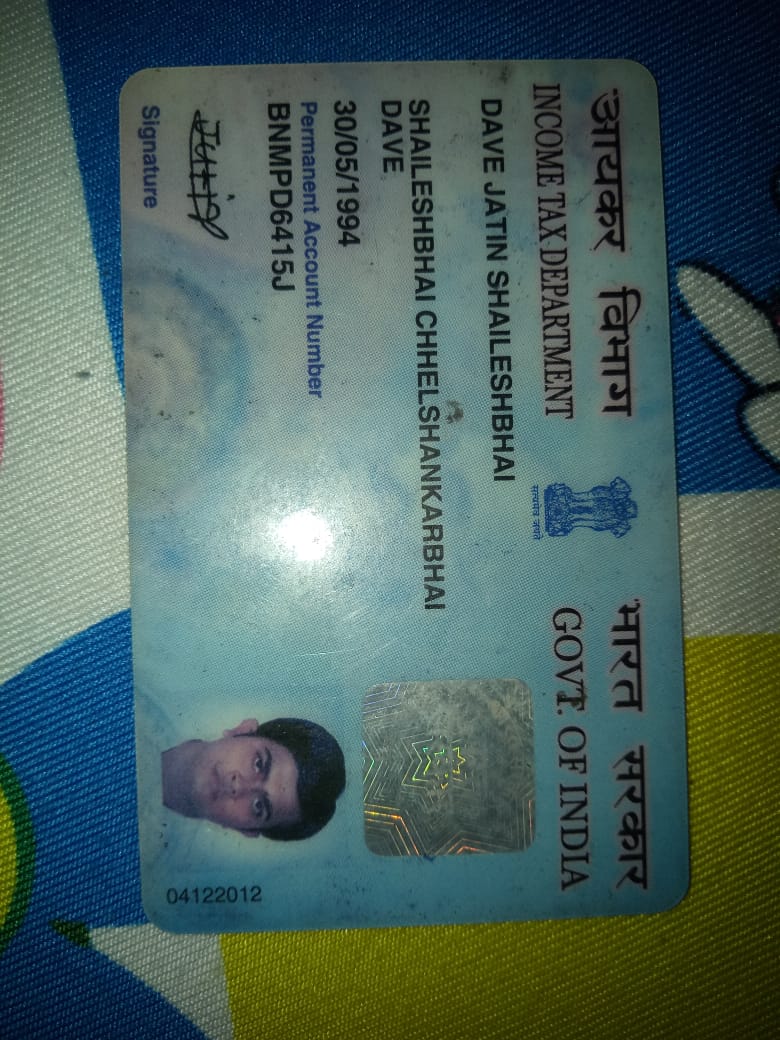 आयकर विभाग
INCOME TAX DEPARTMENT
सत्यमेव जयते
भारत सरकार
GOVT. OF INDIA
DAVE JATIN SHAILESHBHAI
SHAILESHBHAI CHHELSHANKARBHAI
DAVE
30/05/1994
Permanent Account Number
BNMPD6415J
Signature
04122012